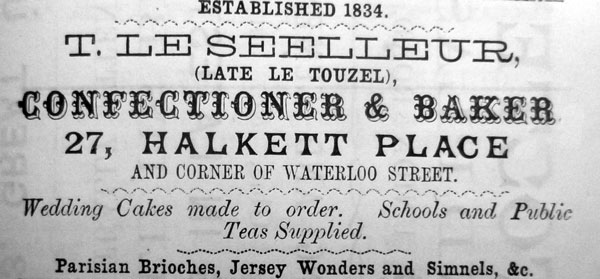 ESTABLISHED 1834.
T. LE SEELLEUR,
(LATE LE TOUZEL),
CONFECTIONER & BAKER
27, HALKETT PLACE
AND CORNER OF WATERLOO STREET.
Wedding Cakes made to order. Schools and Public
Teas Supplied.
Parisian Brioches, Jersey Wonders and Simnels, &c.